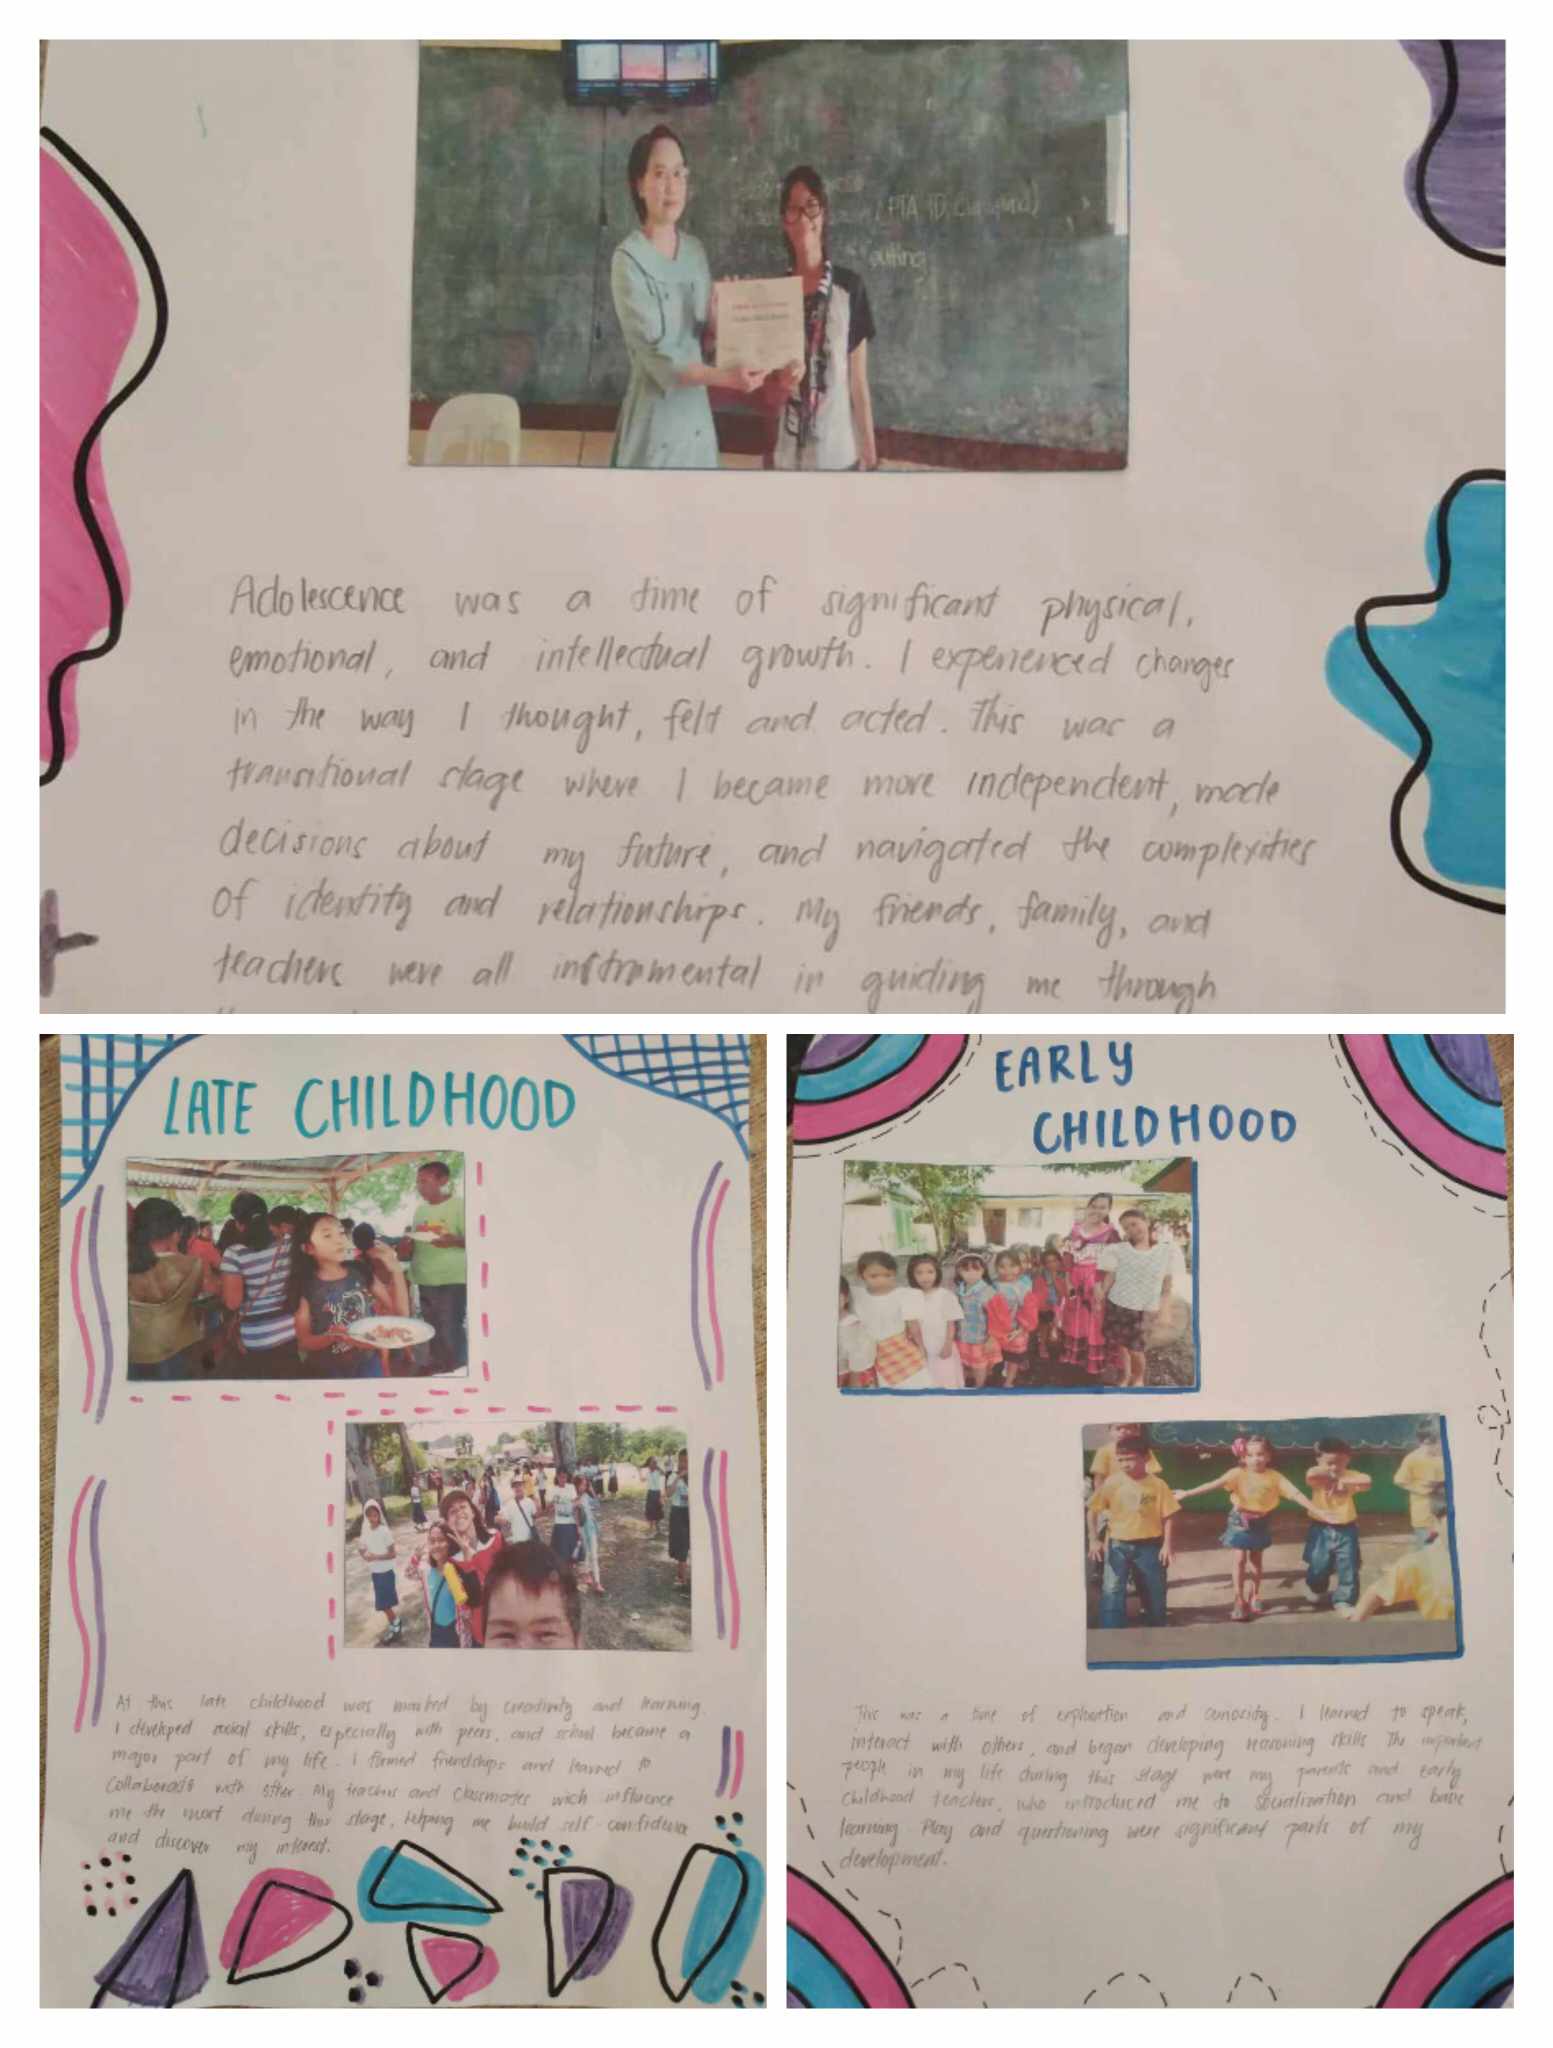 (PTA, ID,
Adolescence was a time of significant physical,
emotional, and intellectual growth. I experienced changes
in the way I thought, felt and acted. This was a
transitional stage where I became more independent, made
decisions about my future, and navigated the complexities
of identity and relationships. My friends, family, and
teachers were all instrumental in guiding me through
LATE CHILDHOOD
At this late childhood was marked by creativity and learning.
I developed social skills, especially with peers, and school became a
major part of my life. I formed friendships and learned to
collaborate with other. My teachers and classmates wich influence
me the most during this stage, helping me build self-confidence
and discover my interest.
EARLY
CHILDHOOD
This was a time of exploration and curiosity. I learned to speak,
interact with others, and began developing reasoning skills The important
people in my life during this stage were my parents and early
childhood teachers, who introduced me to socialization and basic
learning. Play and questioning were significant parts of my
development.